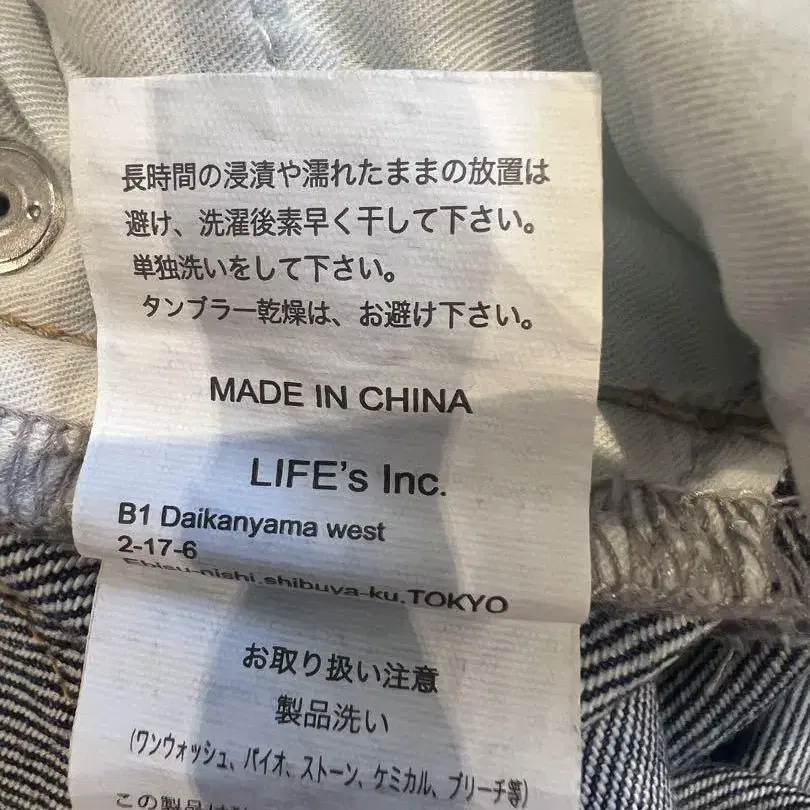 長時間の浸漬や濡れたままの放置は
避け、洗濯後素早く干して下さい。
単独洗いをして下さい。
タンブラー乾燥は、お避け下さい。
MADE IN CHINA
LIFE's Inc.
B1 Daikanyama west
2-17-6
Ebisu-nishi.shibuya-ku.TOKYO
お取り扱い注意
製品洗い
(ワンウォッシュ、バイオ、ストーン、ケミカル、ブリーチ等)
この製品は